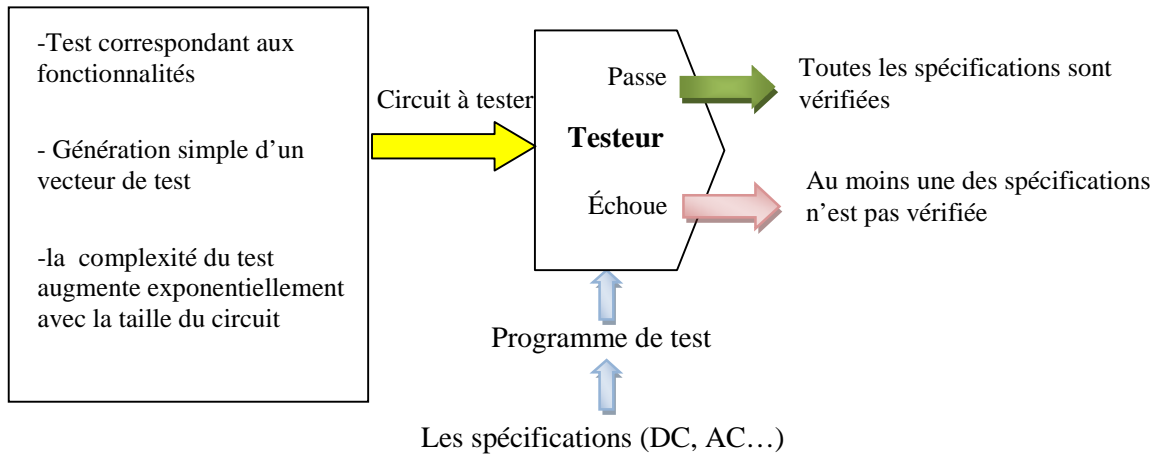 -Test correspondant aux
fonctionnalités
- Génération simple d'un
vecteur de test
-la complexité du test
augmente exponentiellement
avec la taille du circuit
Circuit à tester
Passe
Testeur
Échoue
Toutes les spécifications sont
vérifiées
Au moins une des spécifications
n'est pas vérifiée
Programme de test
Les spécifications (DC, AC…)